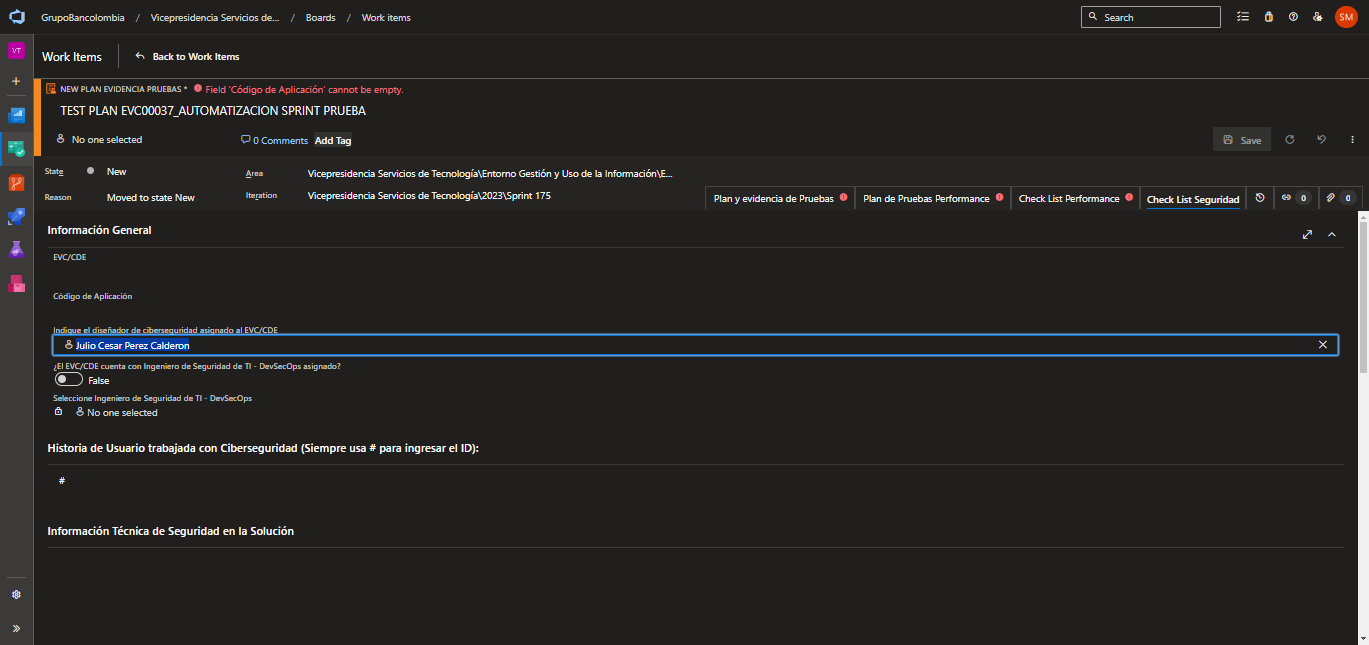 GrupoBancolombia / Vicepresidencia Servicios de... / Boards / Work items
Search
SM
VT
Work Items
Back to Work Items
NEW PLAN EVIDENCIA PRUEBAS * Field 'Código de Aplicación' cannot be empty.
TEST PLAN EVC00037_AUTOMATIZACION SPRINT PRUEBA
No one selected
0 Comments
Add Tag
Save
State
New
Area
Vicepresidencia Servicios de Tecnología\Entorno Gestión y Uso de la Información\E...
Reason
Moved to state New
Iteration
Vicepresidencia Servicios de Tecnología\2023\Sprint 175
Plan y evidencia de Pruebas
Plan de Pruebas Performance
Check List Performance
Check List Seguridad
0
0
Información General
EVC/CDE
Código de Aplicación
Indique el diseñador de ciberseguridad asignado al EVC/CDE
Julio Cesar Perez Calderon
¿El EVC/CDE cuenta con Ingeniero de Seguridad de TI - DevSecOps asignado?
False
Seleccione Ingeniero de Seguridad de TI - DevSecOps
No one selected
Historia de Usuario trabajada con Ciberseguridad (Siempre usa # para ingresar el ID):
#
Información Técnica de Seguridad en la Solución